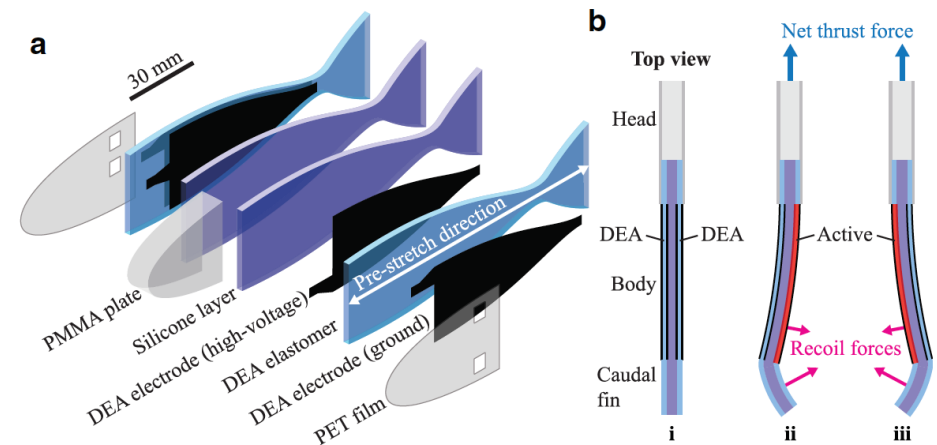 a
30 mm
PMMA plate
Silicone layer
DEA electrode (high-voltage)
DEA elastomer
DEA electrode (ground)
PET film
Pre-stretch direction
b
Net thrust force
Top view
Head
DEA
DEA
Active
Body
Recoil forces
Caudal
fin
i
ii
iii